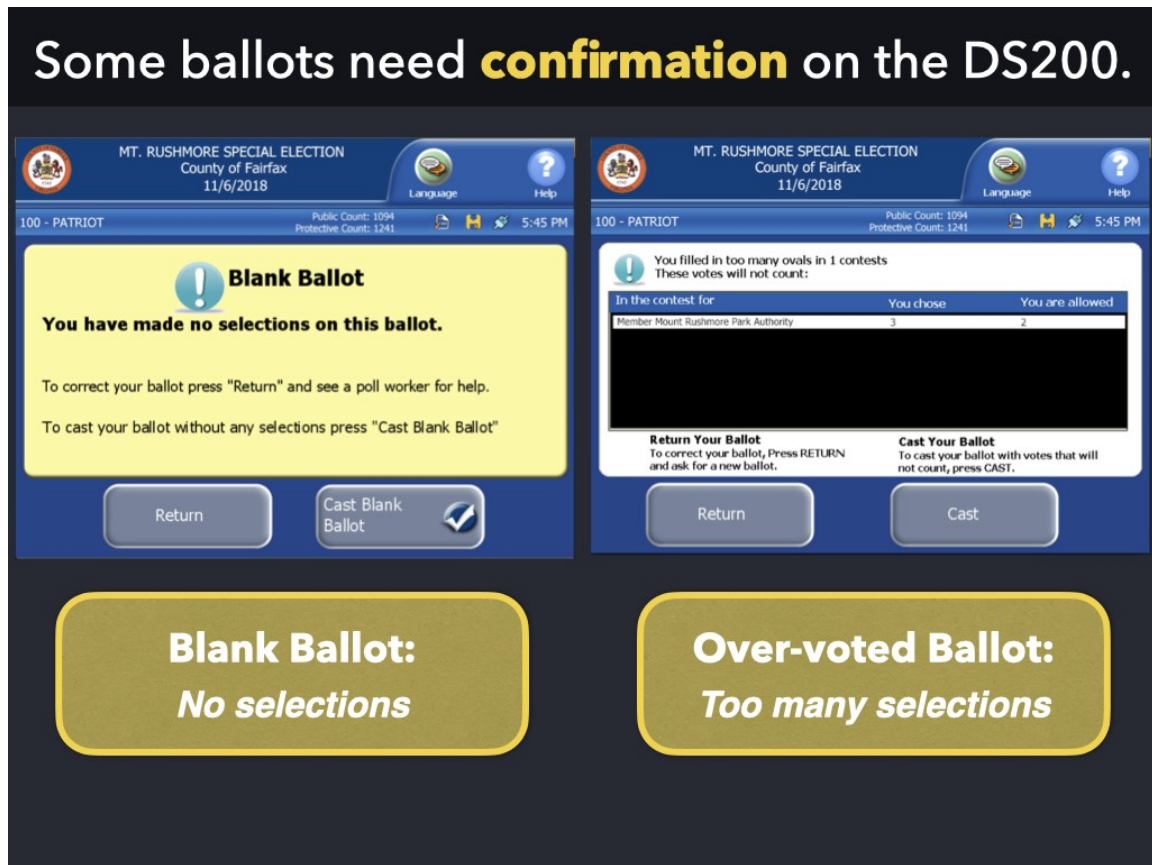 Some ballots need confirmation on the DS200.
MT. RUSHMORE SPECIAL ELECTION
County of Fairfax
11/6/2018
Language
Help
100 - PATRIOT
Public Count: 1094
Protective Count: 1241
5:45 PM
Blank Ballot
You have made no selections on this ballot.
To correct your ballot press "Return" and see a poll worker for help.
To cast your ballot without any selections press "Cast Blank Ballot"
Return
Cast Blank
Ballot
MT. RUSHMORE SPECIAL ELECTION
County of Fairfax
11/6/2018
Language
Help
100 - PATRIOT
Public Count: 1094
Protective Count: 1241
5:45 PM
You filled in too many ovals in 1 contests
These votes will not count:
In the contest for You chose You are allowed
Member Mount Rushmore Park Authority 3 2
Return Your Ballot
To correct your ballot, Press RETURN
and ask for a new ballot.
Cast Your Ballot
To cast your ballot with votes that will
not count, press CAST.
Return
Cast
Blank Ballot:
No selections
Over-voted Ballot:
Too many selections